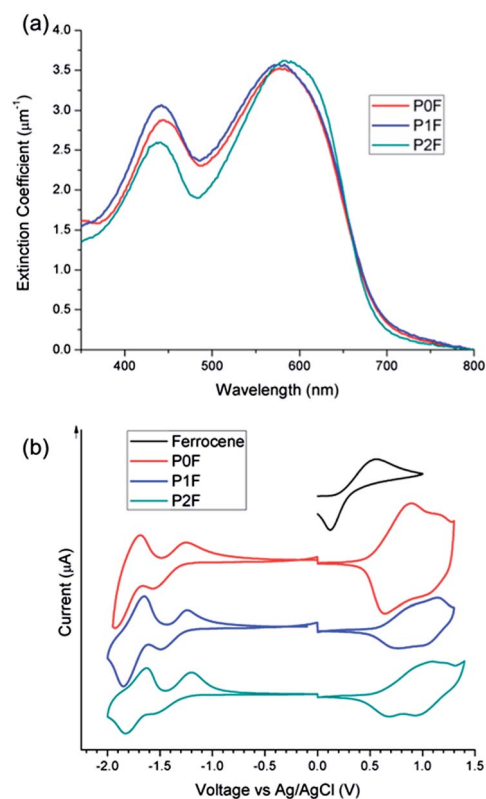 (a)
4.0
3.5
3.0
2.5
2.0
1.5
1.0
0.5
0.0
Extinction Coefficient (μm⁻¹)
P0F
P1F
P2F
400 500 600 700 800
Wavelength (nm)
(b)
Ferrocene
P0F
P1F
P2F
Current (μA)
-2.0 -1.5 -1.0 -0.5 0.0 0.5 1.0 1.5
Voltage vs Ag/AgCl (V)